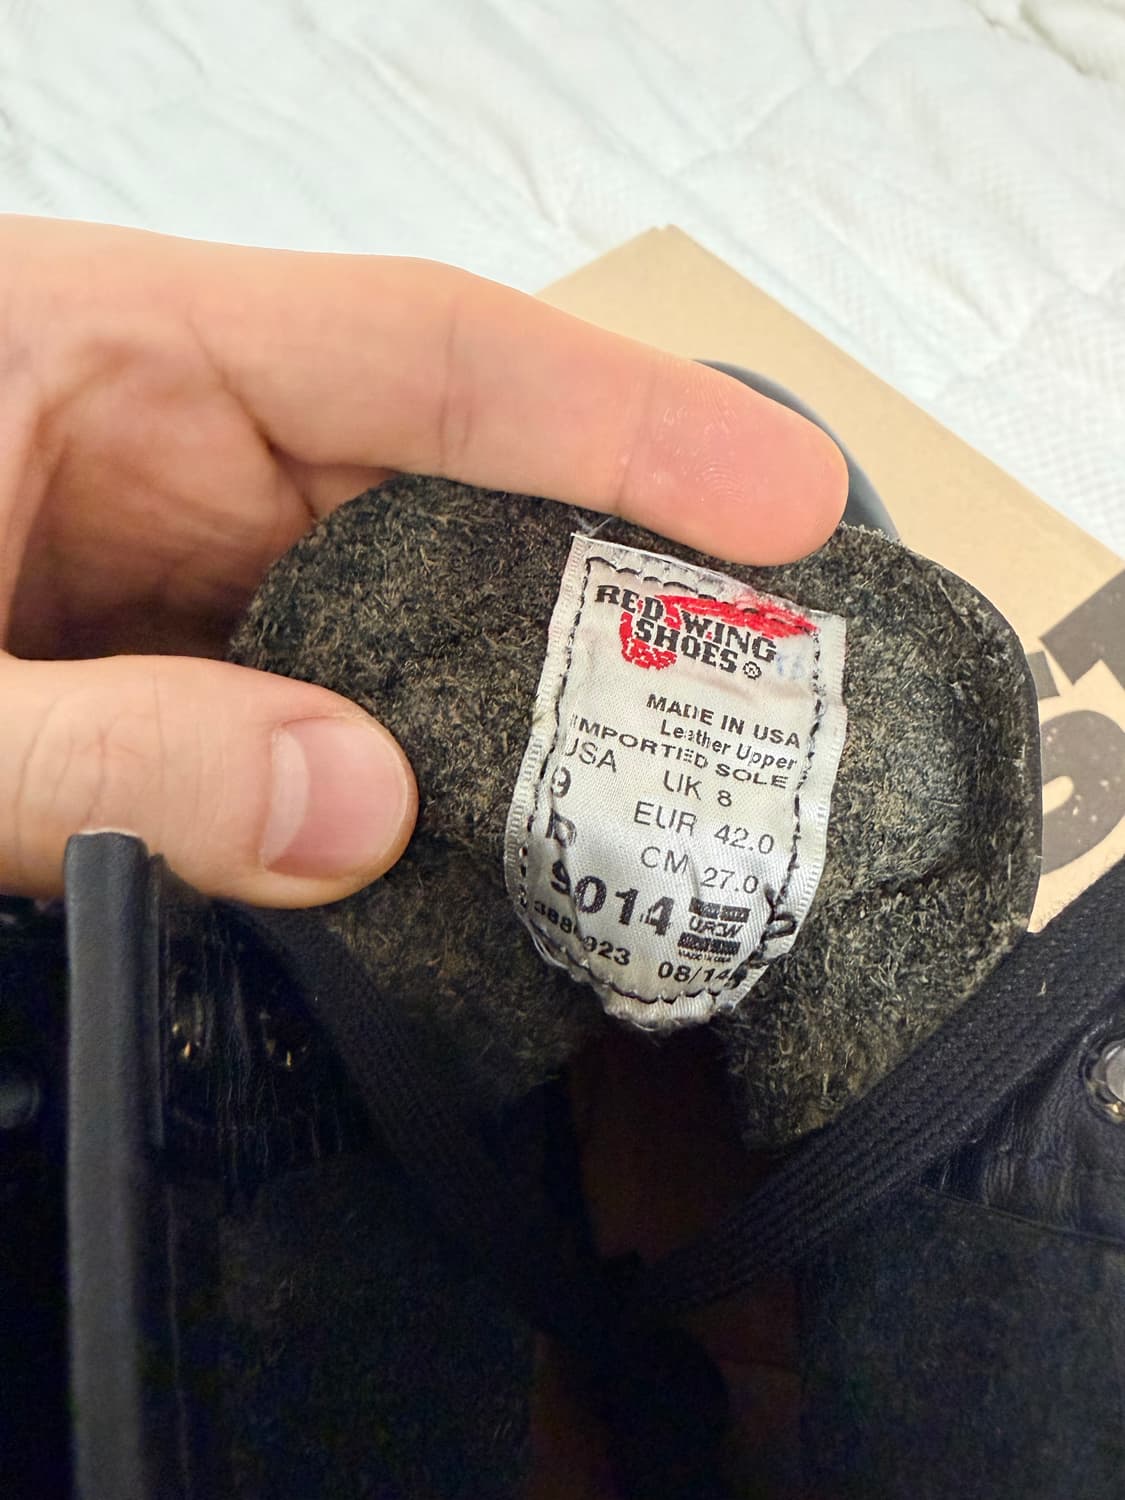 RED WING
SHOES®
MADE IN USA
Leather Upper
IMPORTED SOLE
USA UK 8
9 EUR 42.0
D CM 27.0
9014
923 08/14